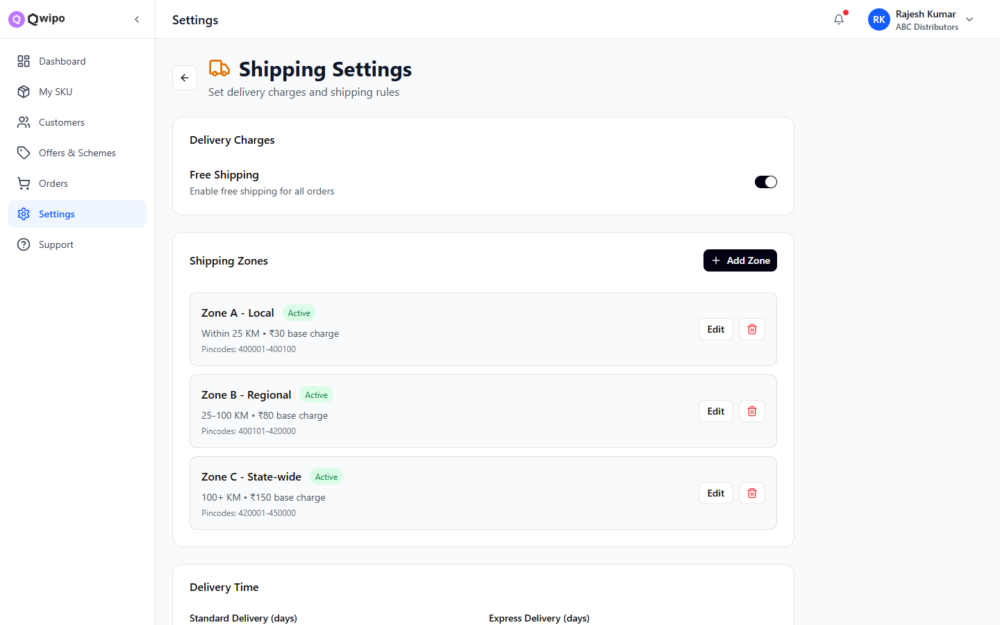 Qwipo
Settings
RK
Rajesh Kumar
ABC Distributors
Dashboard
My SKU
Customers
Offers & Schemes
Orders
Settings
Support
Shipping Settings
Set delivery charges and shipping rules
Delivery Charges
Free Shipping
Enable free shipping for all orders
Shipping Zones
+ Add Zone
Zone A - Local Active
Within 25 KM • ₹30 base charge
Pincodes: 400001-400100
Edit
Zone B - Regional Active
25-100 KM • ₹80 base charge
Pincodes: 400101-420000
Edit
Zone C - State-wide Active
100+ KM • ₹150 base charge
Pincodes: 420001-450000
Edit
Delivery Time
Standard Delivery (days)
Express Delivery (days)